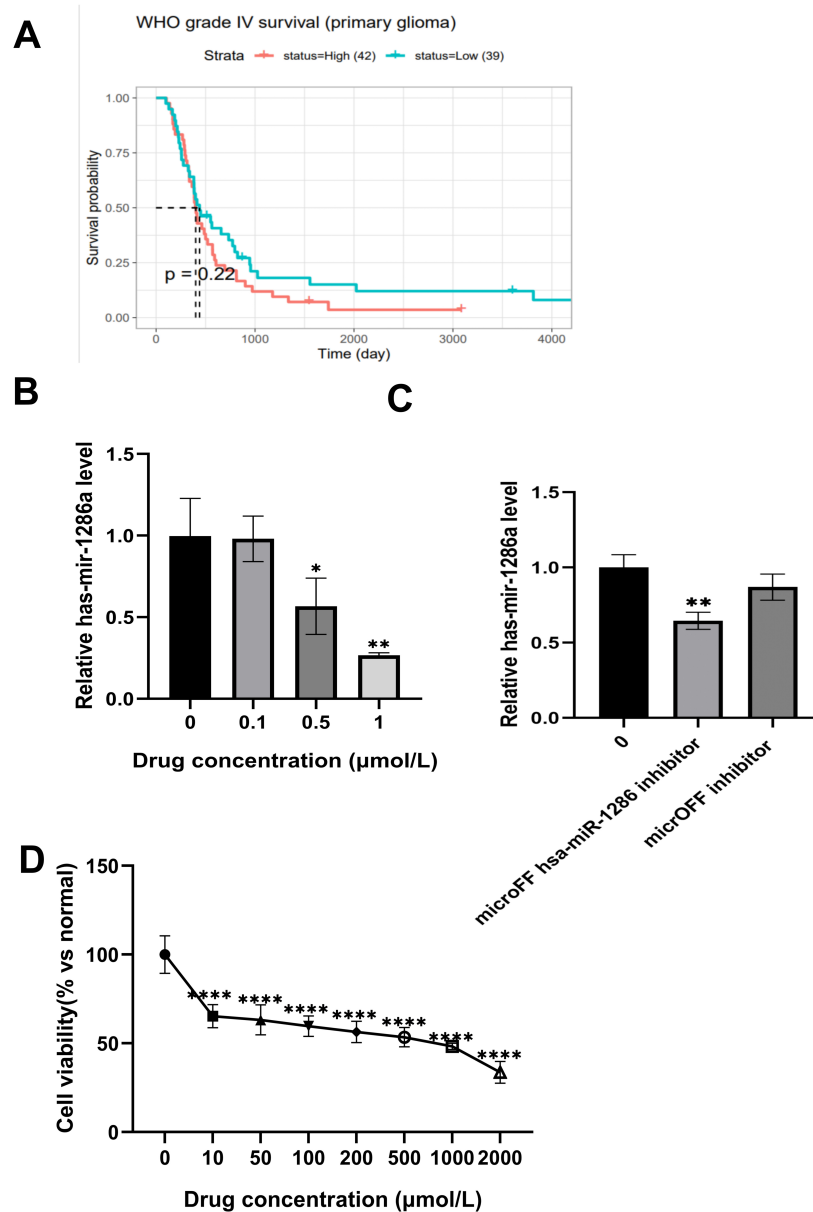 A
WHO grade IV survival (primary glioma)
Strata status=High (42) status=Low (39)
Survival probability
1.00
0.75
0.50
0.25
0.00
p = 0.22
0 1000 2000 3000 4000
Time (day)
B
Relative has-mir-1286a level
1.5
1.0
0.5
0.0
*
**
0 0.1 0.5 1
Drug concentration (μmol/L)
C
Relative has-mir-1286a level
1.5
1.0
0.5
0.0
**
0
microFF hsa-miR-1286 inhibitor
micrOFF inhibitor
D
Cell viability(% vs normal)
150
100
50
0
**** **** **** **** **** **** ****
0 10 50 100 200 500 1000 2000
Drug concentration (μmol/L)